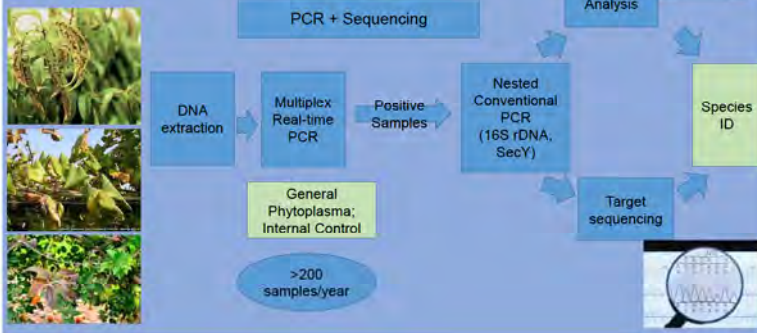 Analysis
PCR + Sequencing
DNA
extraction
Multiplex
Real-time
PCR
Positive
Samples
Nested
Conventional
PCR
(16S rDNA,
SecY)
Species
ID
General
Phytoplasma;
Internal Control
Target
sequencing
>200
samples/year